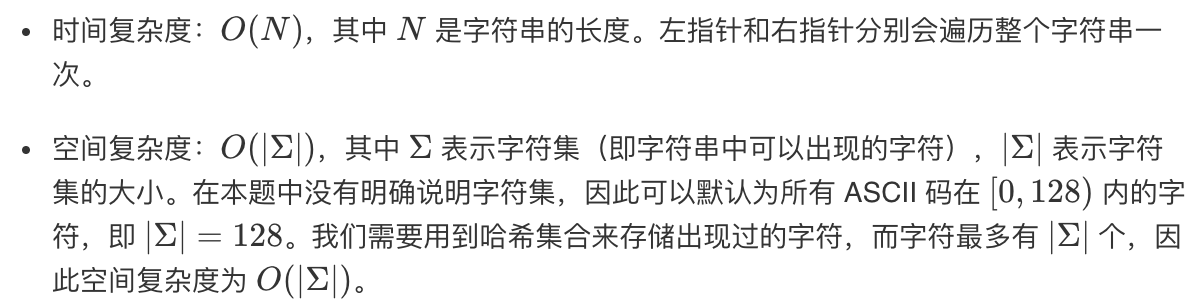 • 时间复杂度：O(N)，其中 N 是字符串的长度。左指针和右指针分别会遍历整个字符串一
次。
• 空间复杂度：O(|Σ|)，其中 Σ 表示字符集（即字符串中可以出现的字符），|Σ| 表示字符
集的大小。在本题中没有明确说明字符集，因此可以默认为所有 ASCII 码在 [0, 128) 内的字
符，即 |Σ| = 128。我们需要用到哈希集合来存储出现过的字符，而字符最多有 |Σ| 个，因
此空间复杂度为 O(|Σ|)。